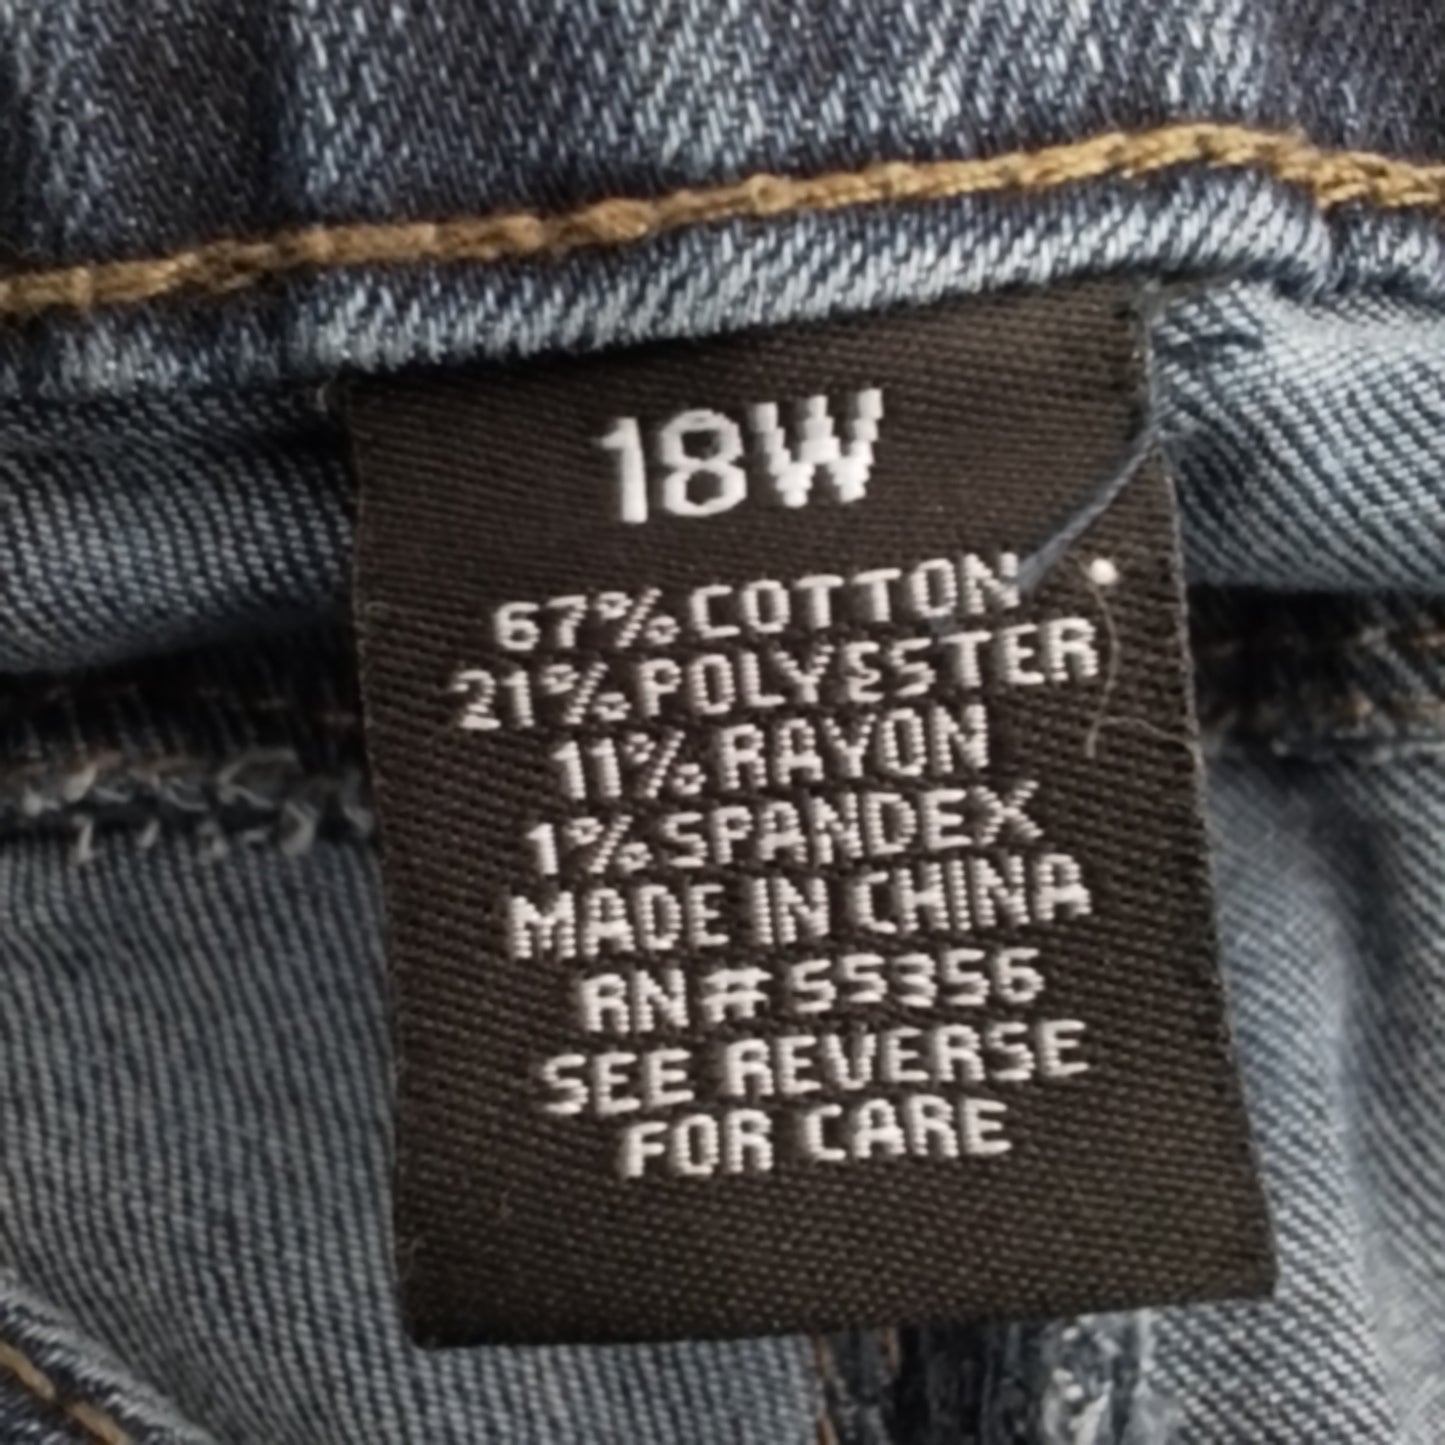 18W
67% COTTON
21% POLYESTER
11% RAYON
1% SPANDEX
MADE IN CHINA
RN# 55356
SEE REVERSE
FOR CARE